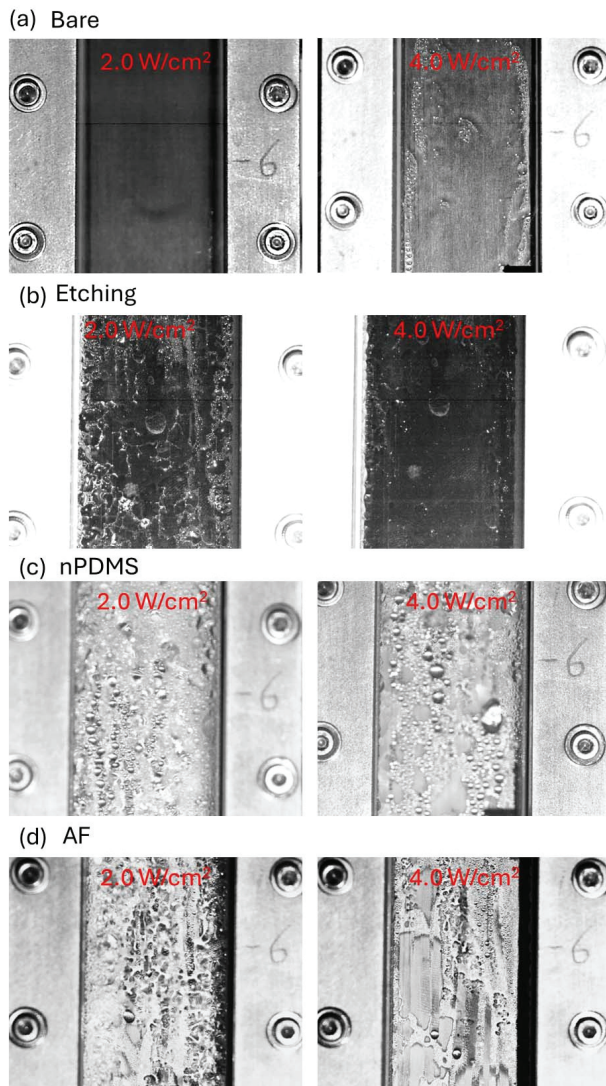 (a) Bare
2.0 W/cm²
4.0 W/cm²
-6
-6
(b) Etching
2.0 W/cm²
4.0 W/cm²
(c) nPDMS
2.0 W/cm²
4.0 W/cm²
-6
-6
(d) AF
2.0 W/cm²
4.0 W/cm²
-6
-6